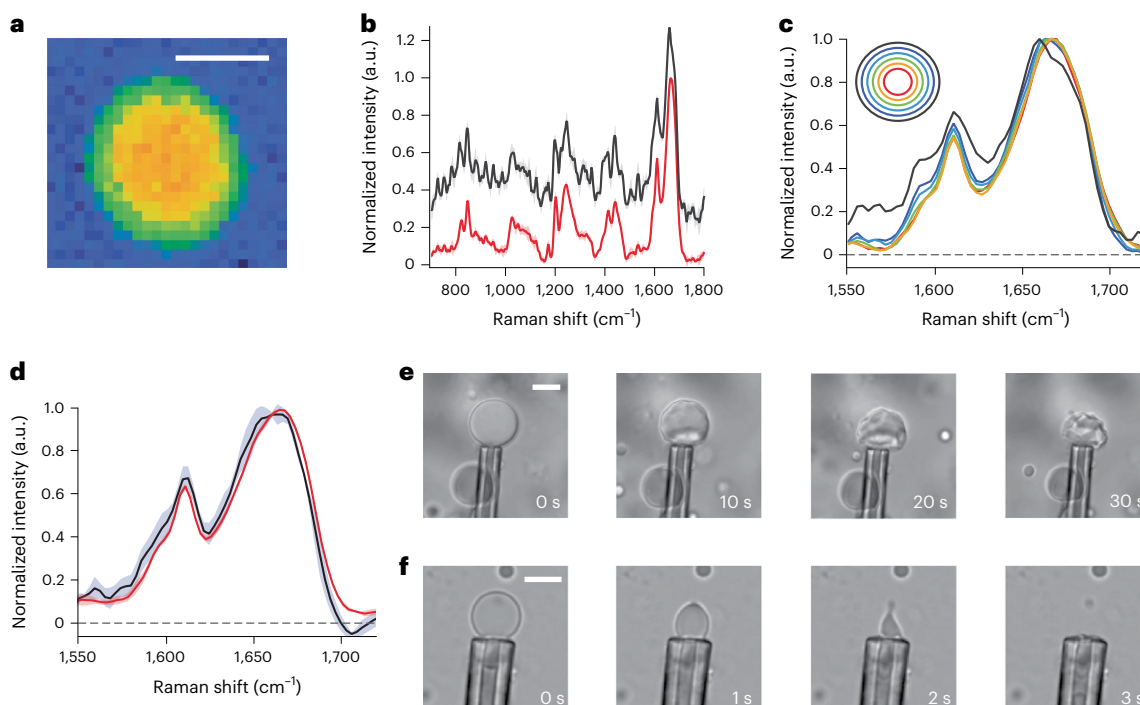 a
b
Normalized intensity (a.u.)
1.2
1.0
0.8
0.6
0.4
0.2
0
800 1,000 1,200 1,400 1,600 1,800
Raman shift (cm⁻¹)
c
Normalized intensity (a.u.)
1.0
0.8
0.6
0.4
0.2
0
1,550 1,600 1,650 1,700
Raman shift (cm⁻¹)
d
Normalized intensity (a.u.)
1.0
0.8
0.6
0.4
0.2
0
1,550 1,600 1,650 1,700
Raman shift (cm⁻¹)
e
0 s 10 s 20 s 30 s
f
0 s 1 s 2 s 3 s